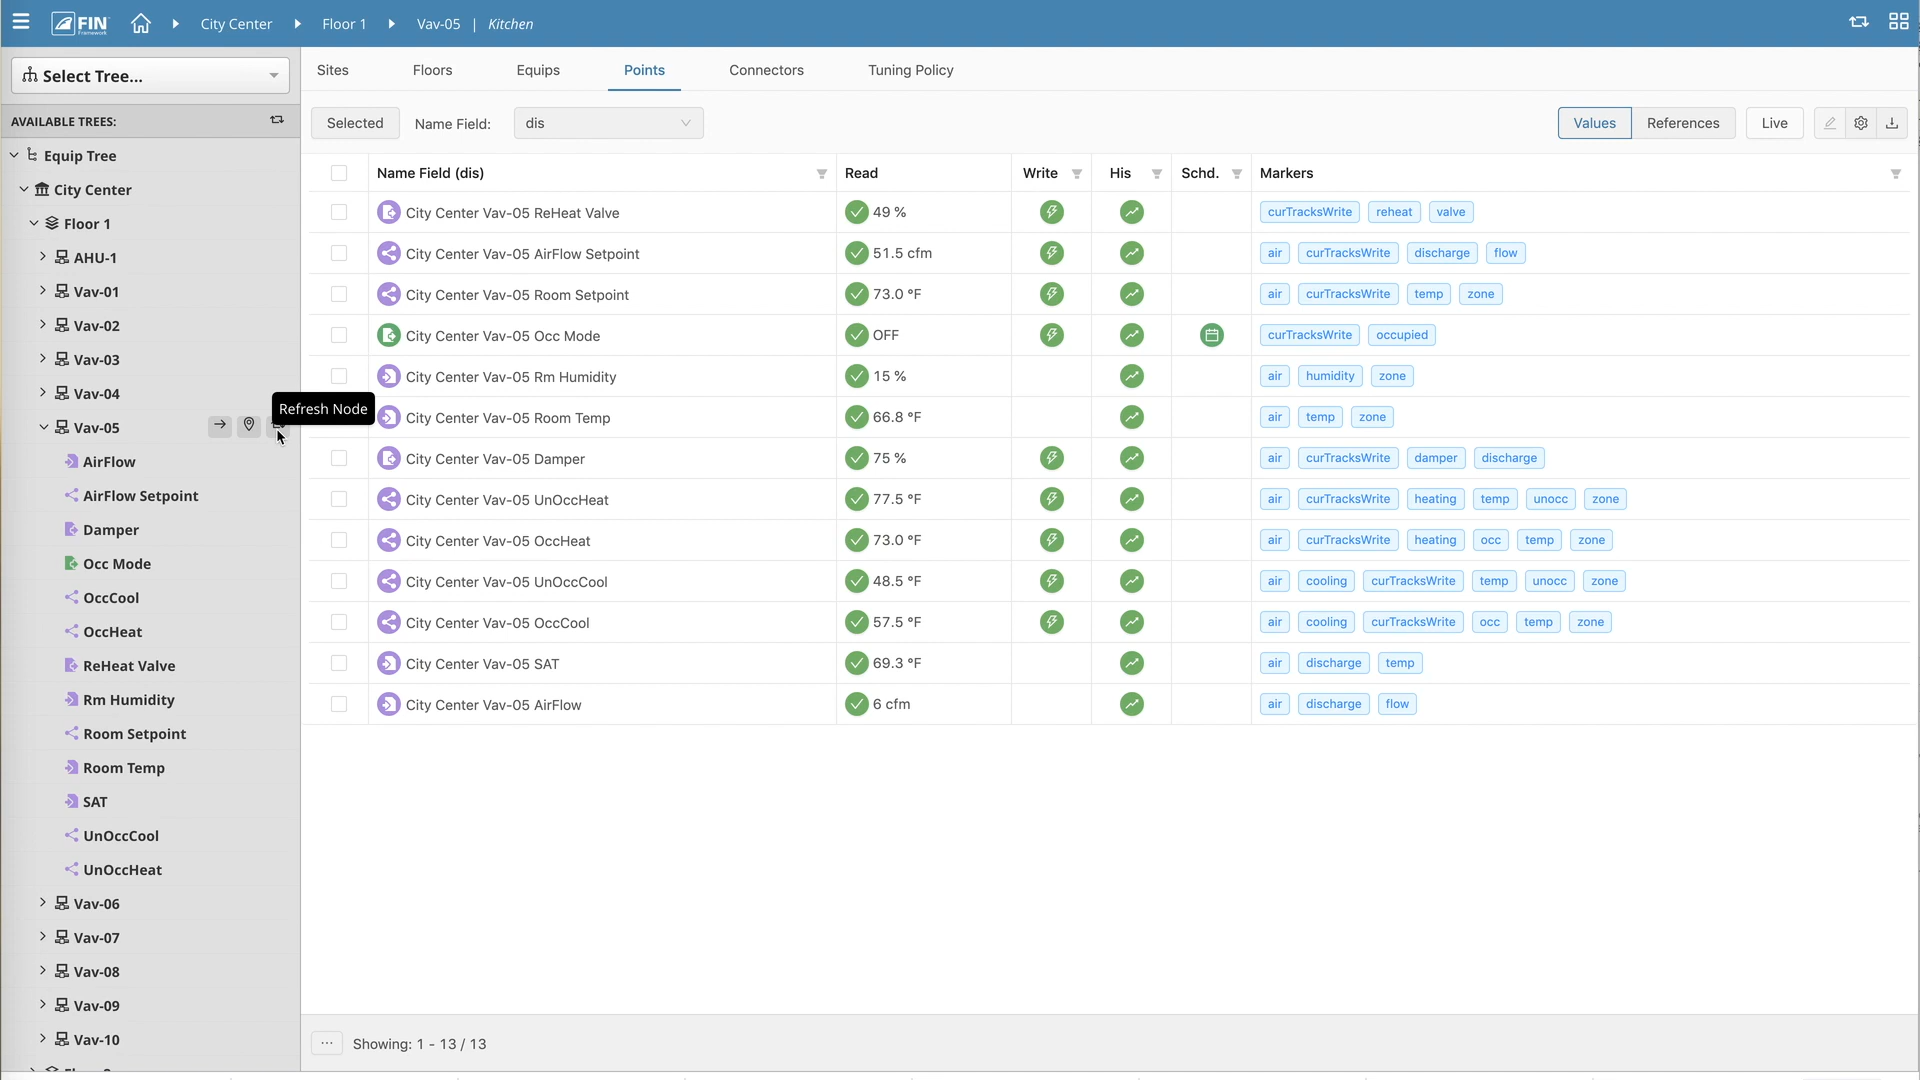 FIN
Framework
City Center
Floor 1
Vav-05 | Kitchen
Select Tree...
AVAILABLE TREES:
Equip Tree
City Center
Floor 1
AHU-1
Vav-01
Vav-02
Vav-03
Vav-04
Vav-05
Refresh Node
AirFlow
AirFlow Setpoint
Damper
Occ Mode
OccCool
OccHeat
ReHeat Valve
Rm Humidity
Room Setpoint
Room Temp
SAT
UnOccCool
UnOccHeat
Vav-06
Vav-07
Vav-08
Vav-09
Vav-10
Sites Floors Equips Points Connectors Tuning Policy
Selected Name Field: dis Values References Live
Name Field (dis) Read Write His Schd. Markers
City Center Vav-05 ReHeat Valve 49 % curTracksWrite reheat valve
City Center Vav-05 AirFlow Setpoint 51.5 cfm air curTracksWrite discharge flow
City Center Vav-05 Room Setpoint 73.0 °F air curTracksWrite temp zone
City Center Vav-05 Occ Mode OFF curTracksWrite occupied
City Center Vav-05 Rm Humidity 15 % air humidity zone
City Center Vav-05 Room Temp 66.8 °F air temp zone
City Center Vav-05 Damper 75 % air curTracksWrite damper discharge
City Center Vav-05 UnOccHeat 77.5 °F air curTracksWrite heating temp unocc zone
City Center Vav-05 OccHeat 73.0 °F air curTracksWrite heating occ temp zone
City Center Vav-05 UnOccCool 48.5 °F air cooling curTracksWrite temp unocc zone
City Center Vav-05 OccCool 57.5 °F air cooling curTracksWrite occ temp zone
City Center Vav-05 SAT 69.3 °F air discharge temp
City Center Vav-05 AirFlow 6 cfm air discharge flow
... Showing: 1 - 13 / 13